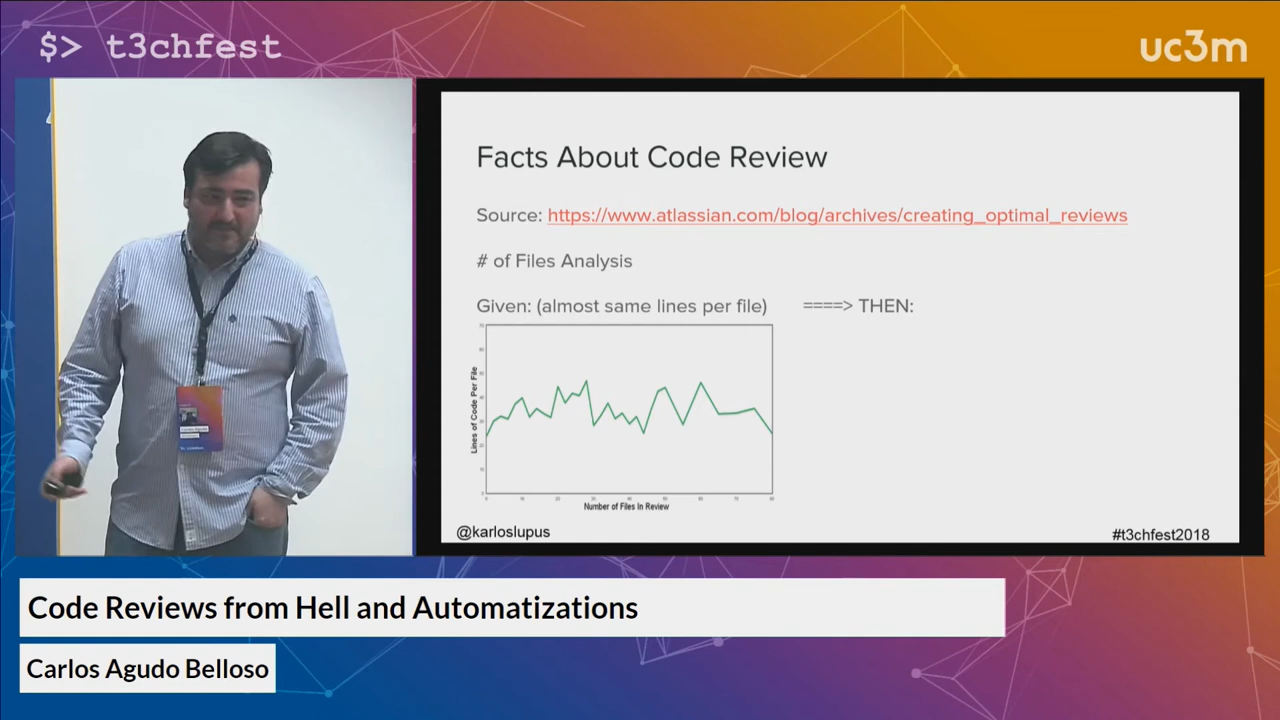 $> t3chfest
uc3m
Facts About Code Review
Source: https://www.atlassian.com/blog/archives/creating_optimal_reviews
# of Files Analysis
Given: (almost same lines per file) ====> THEN:
Lines of Code Per File
Number of Files In Review
@karloslupus
#t3chfest2018
Code Reviews from Hell and Automatizations
Carlos Agudo Belloso